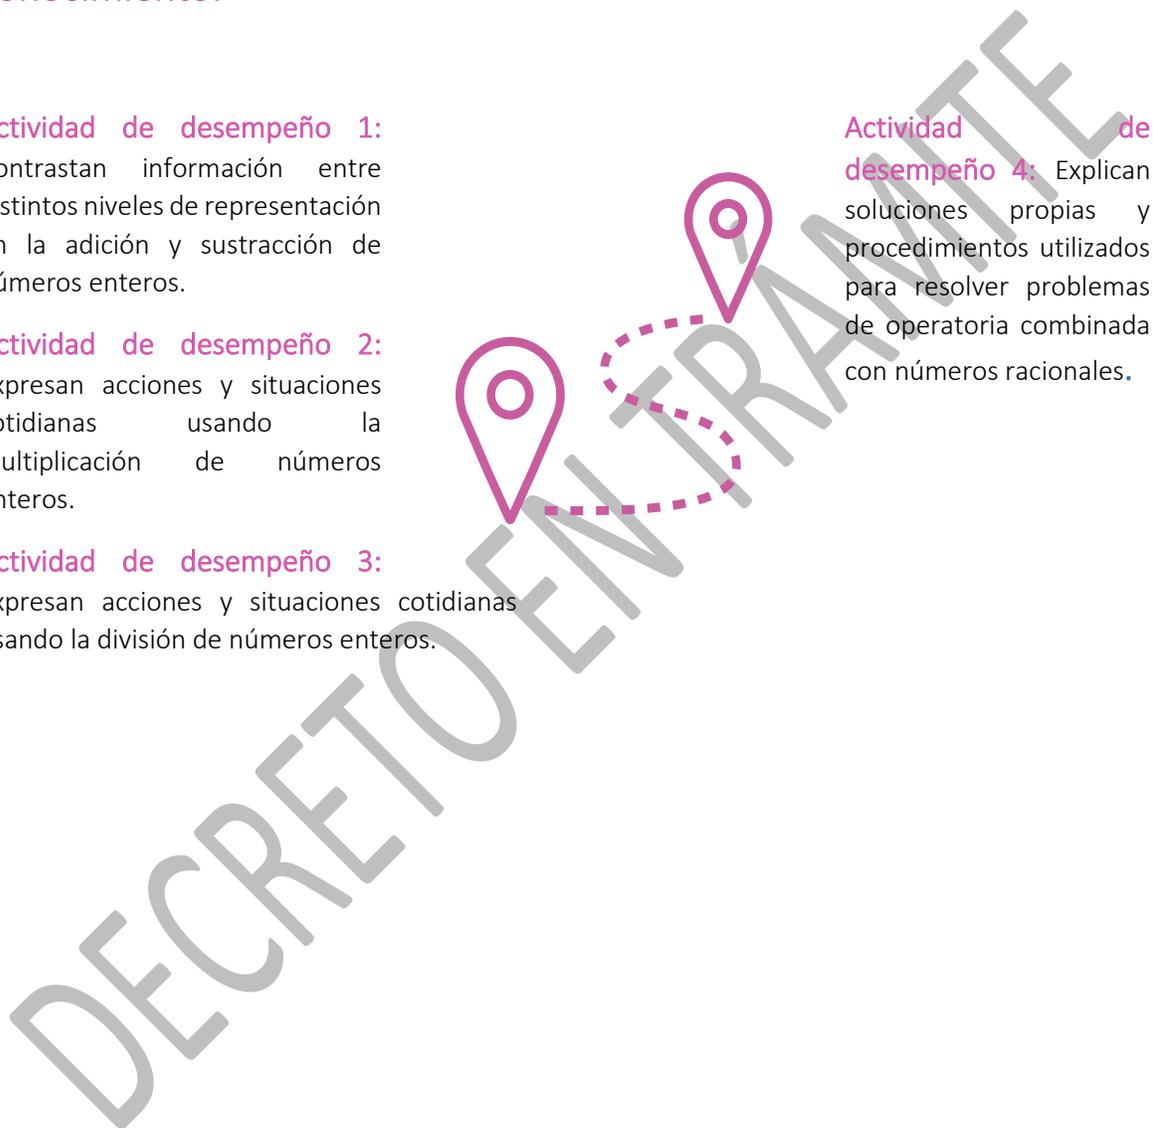 ctividad de desempeño 1:
ontrastan información entre
stintos niveles de representación
n la adición y sustracción de
úmeros enteros.
ctividad de desempeño 2:
xpresan acciones y situaciones
otidianas usando la
ultiplicación de números
nteros.
ctividad de desempeño 3:
xpresan acciones y situaciones cotidianas
sando la división de números enteros.
Actividad de
desempeño 4: Explican
soluciones propias y
procedimientos utilizados
para resolver problemas
de operatoria combinada
con números racionales.
DECRETO EN TRÁMITE